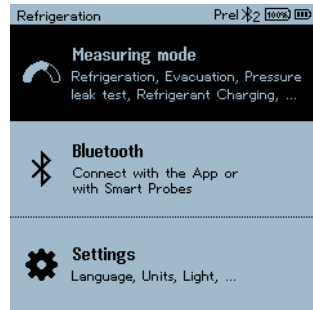 Refrigeration Prel 2 100%
Measuring mode
Refrigeration, Evacuation, Pressure
leak test, Refrigerant Charging, ...
Bluetooth
Connect with the App or
with Smart Probes
Settings
Language, Units, Light, ...